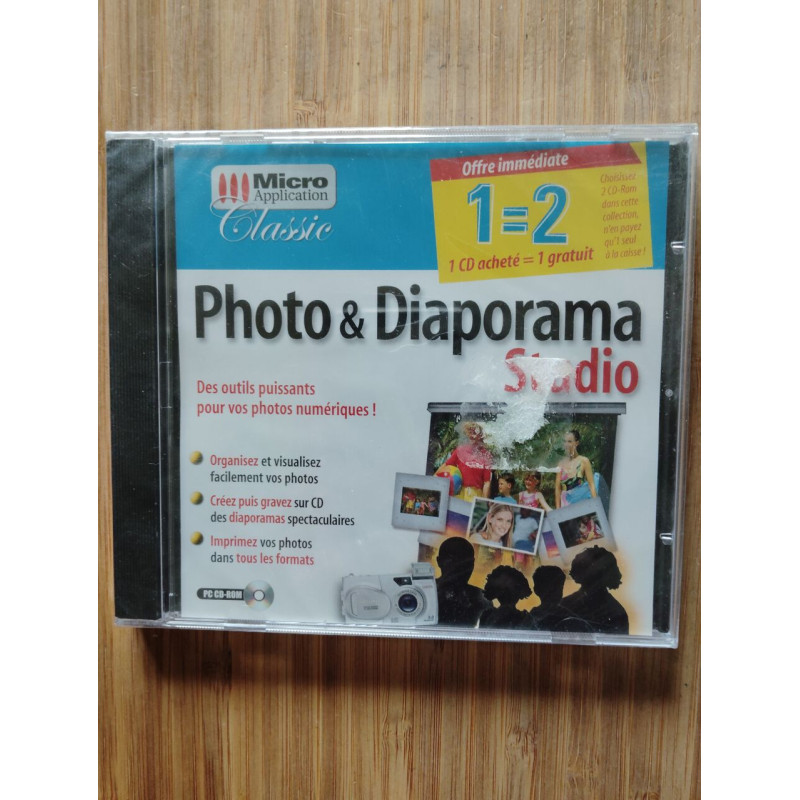 Micro
Application
Classic
Offre immédiate
1=2
1 CD acheté = 1 gratuit
Choisissez
2 CD-Rom
dans cette
collection,
n'en payez
qu'1 seul
à la caisse !
Photo & Diaporama
Studio
Des outils puissants
pour vos photos numériques !
Organisez et visualisez
facilement vos photos
Créez puis gravez sur CD
des diaporamas spectaculaires
Imprimez vos photos
dans tous les formats
PC CD-ROM